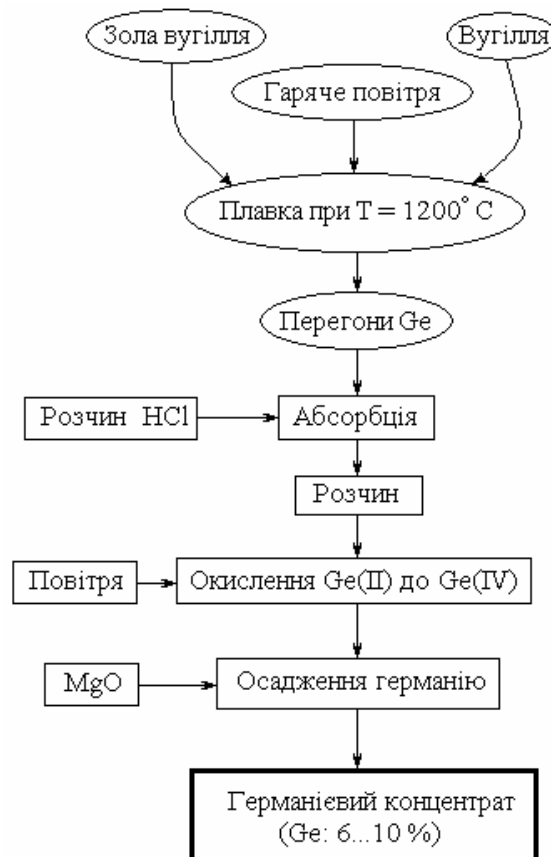 Зола вугілля
Вугілля
Гаряче повітря
Плавка при T = 1200° C
Перегони Ge
Розчин HCl
Абсорбція
Розчин
Повітря
Окислення Ge(II) до Ge(IV)
MgO
Осадження германію
Германієвий концентрат
(Ge: 6...10 %)